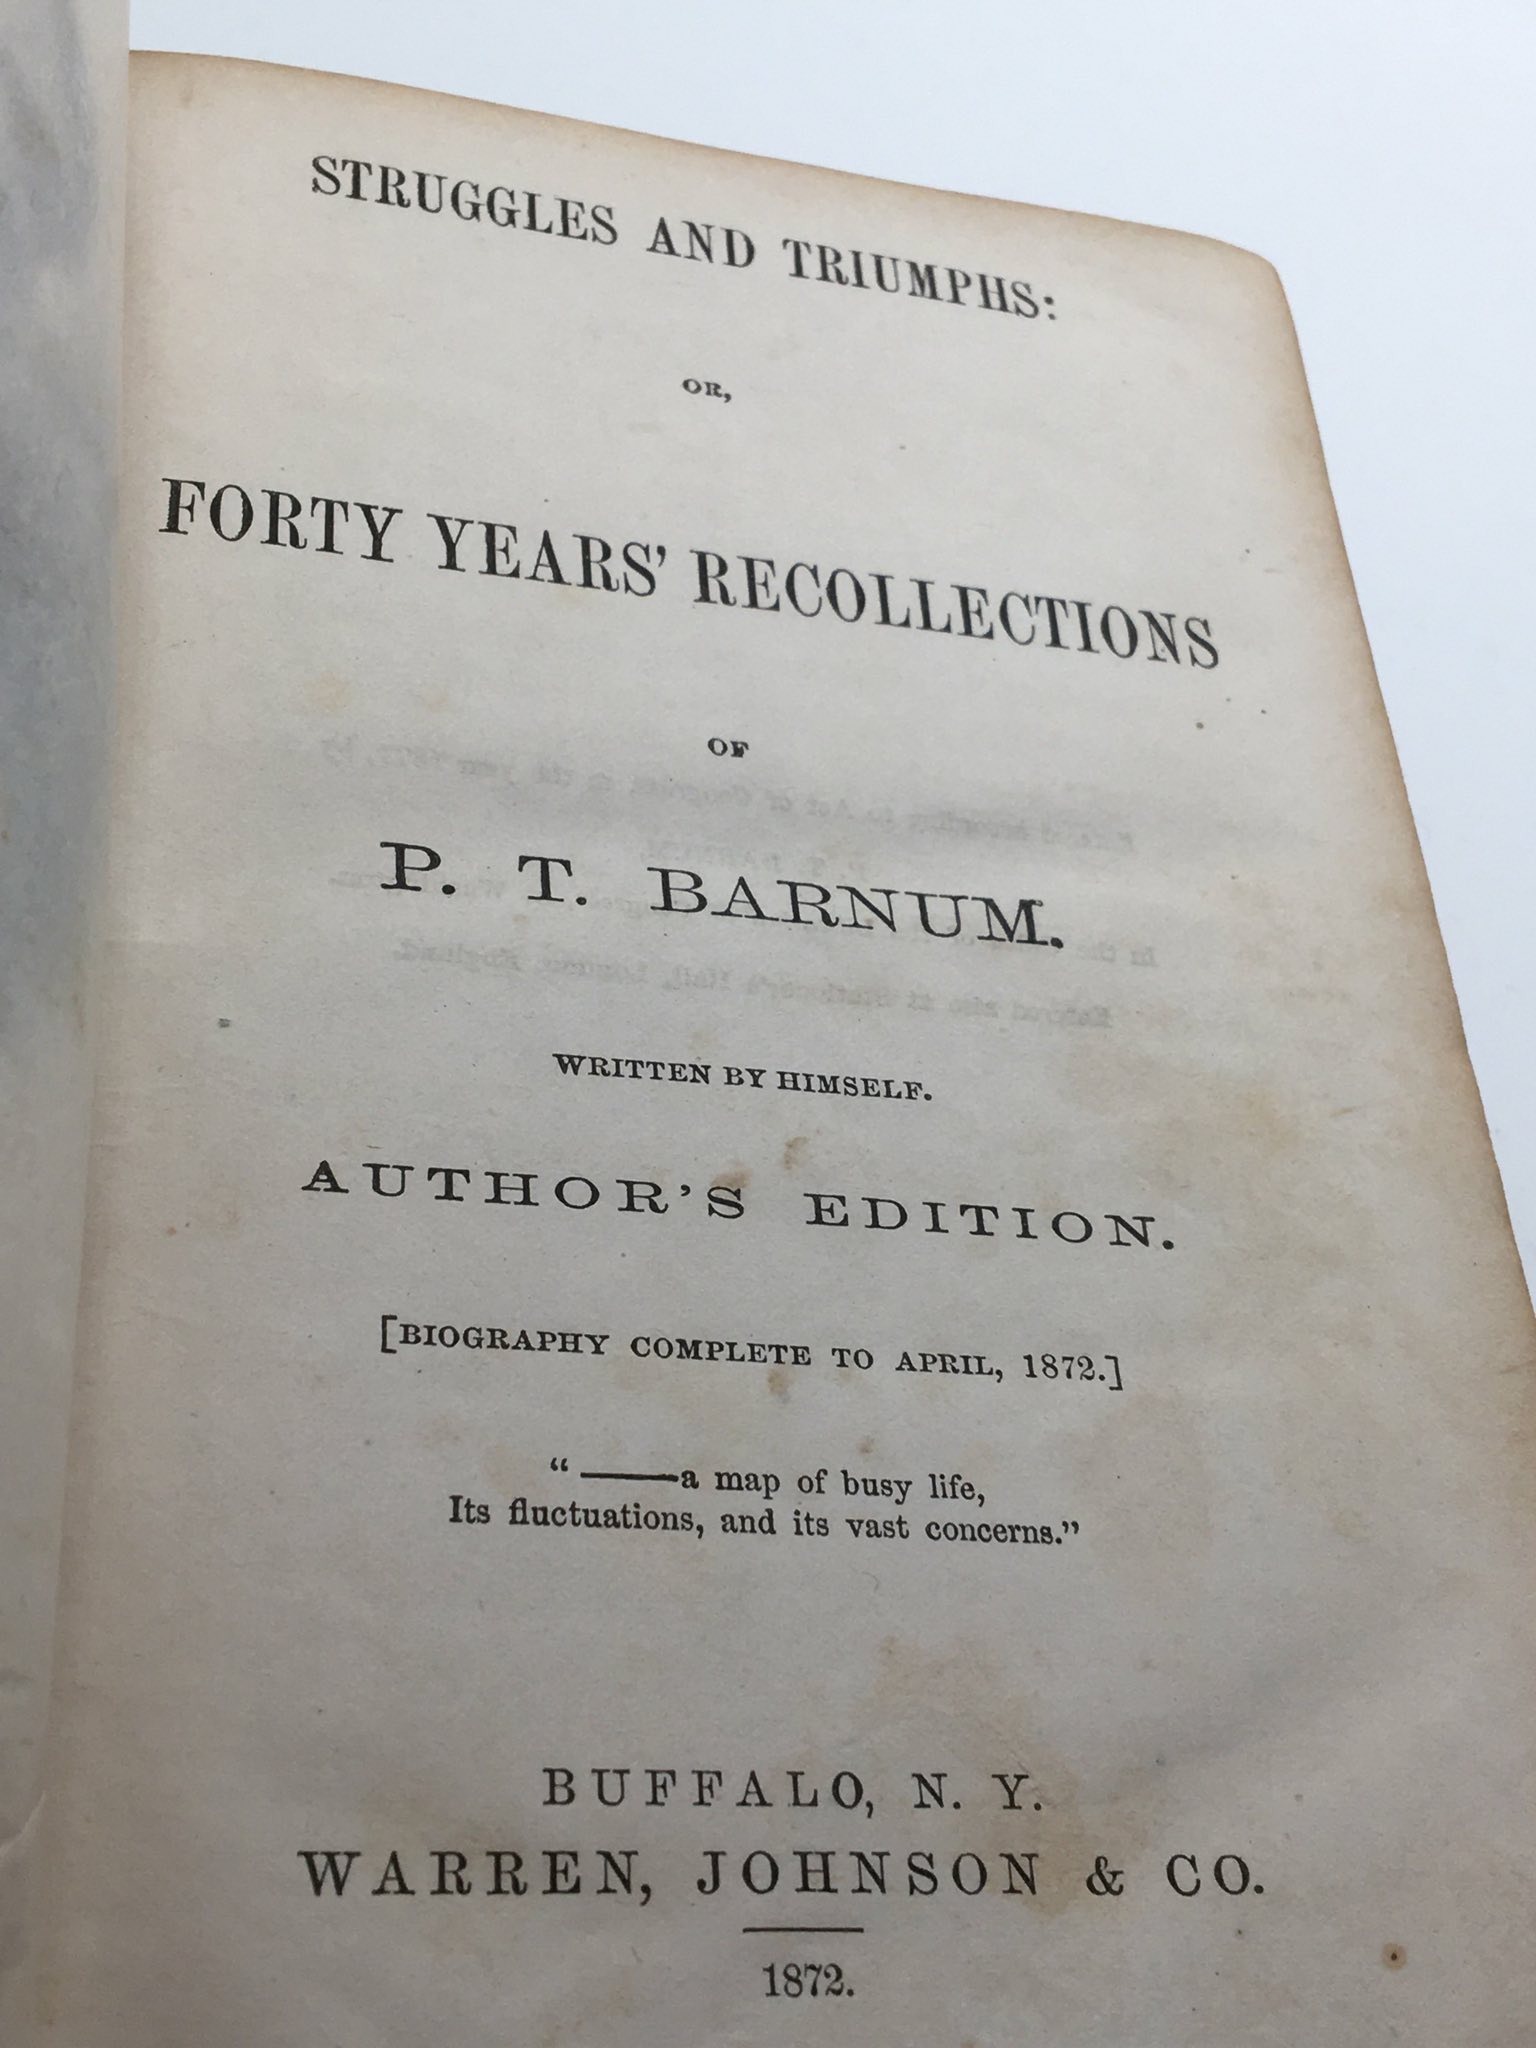 STRUGGLES AND TRIUMPHS:
OR,
FORTY YEARS' RECOLLECTIONS
OF
P. T. BARNUM.
WRITTEN BY HIMSELF.
AUTHOR'S EDITION.
[BIOGRAPHY COMPLETE TO APRIL, 1872.]
"——a map of busy life,
Its fluctuations, and its vast concerns."
BUFFALO, N. Y.
WARREN, JOHNSON & CO.
1872.